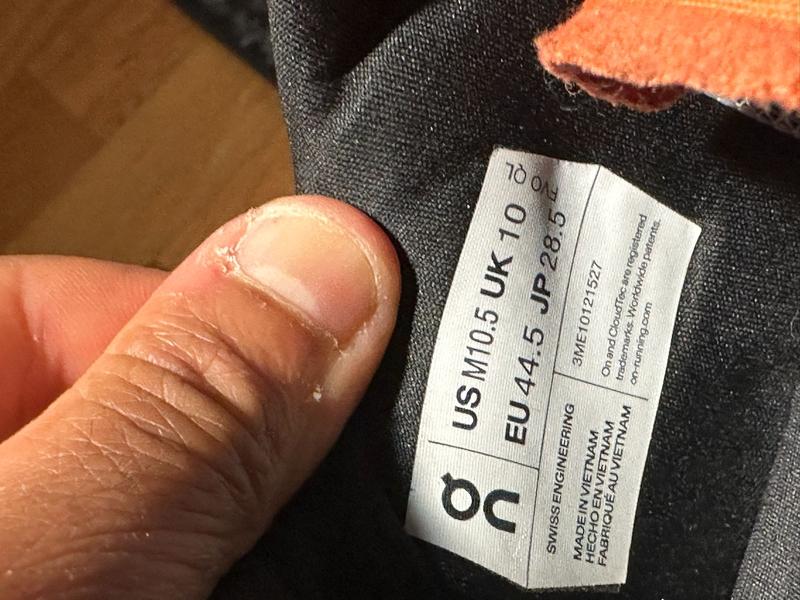 US M10.5 UK 10
EU 44.5 JP 28.5
On
SWISS ENGINEERING
MADE IN VIETNAM
HECHO EN VIETNAM
FABRIQUÉ AU VIETNAM
3ME10121527
On and CloudTec are registered
trademarks. Worldwide patents.
on-running.com